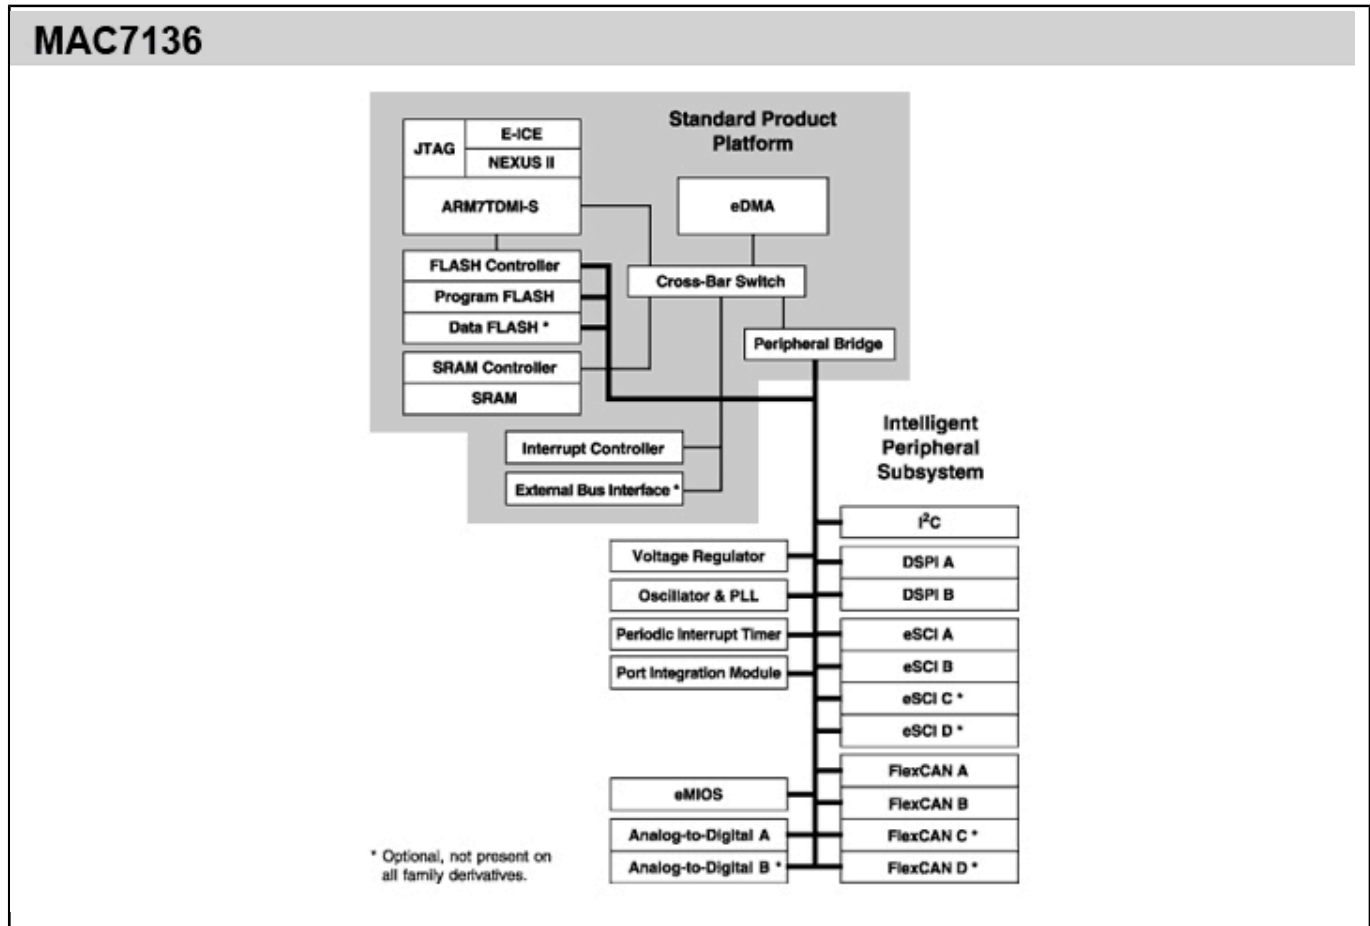 MAC7136
Standard Product
Platform
JTAG
E-ICE
NEXUS II
ARM7TDMI-S
eDMA
FLASH Controller
Program FLASH
Data FLASH *
Cross-Bar Switch
Peripheral Bridge
SRAM Controller
SRAM
Interrupt Controller
External Bus Interface *
Intelligent
Peripheral
Subsystem
I²C
Voltage Regulator
DSPI A
Oscillator & PLL
DSPI B
Periodic Interrupt Timer
eSCI A
Port Integration Module
eSCI B
eSCI C *
eSCI D *
FlexCAN A
eMIOS
FlexCAN B
Analog-to-Digital A
FlexCAN C *
Analog-to-Digital B *
FlexCAN D *
* Optional, not present on
all family derivatives.